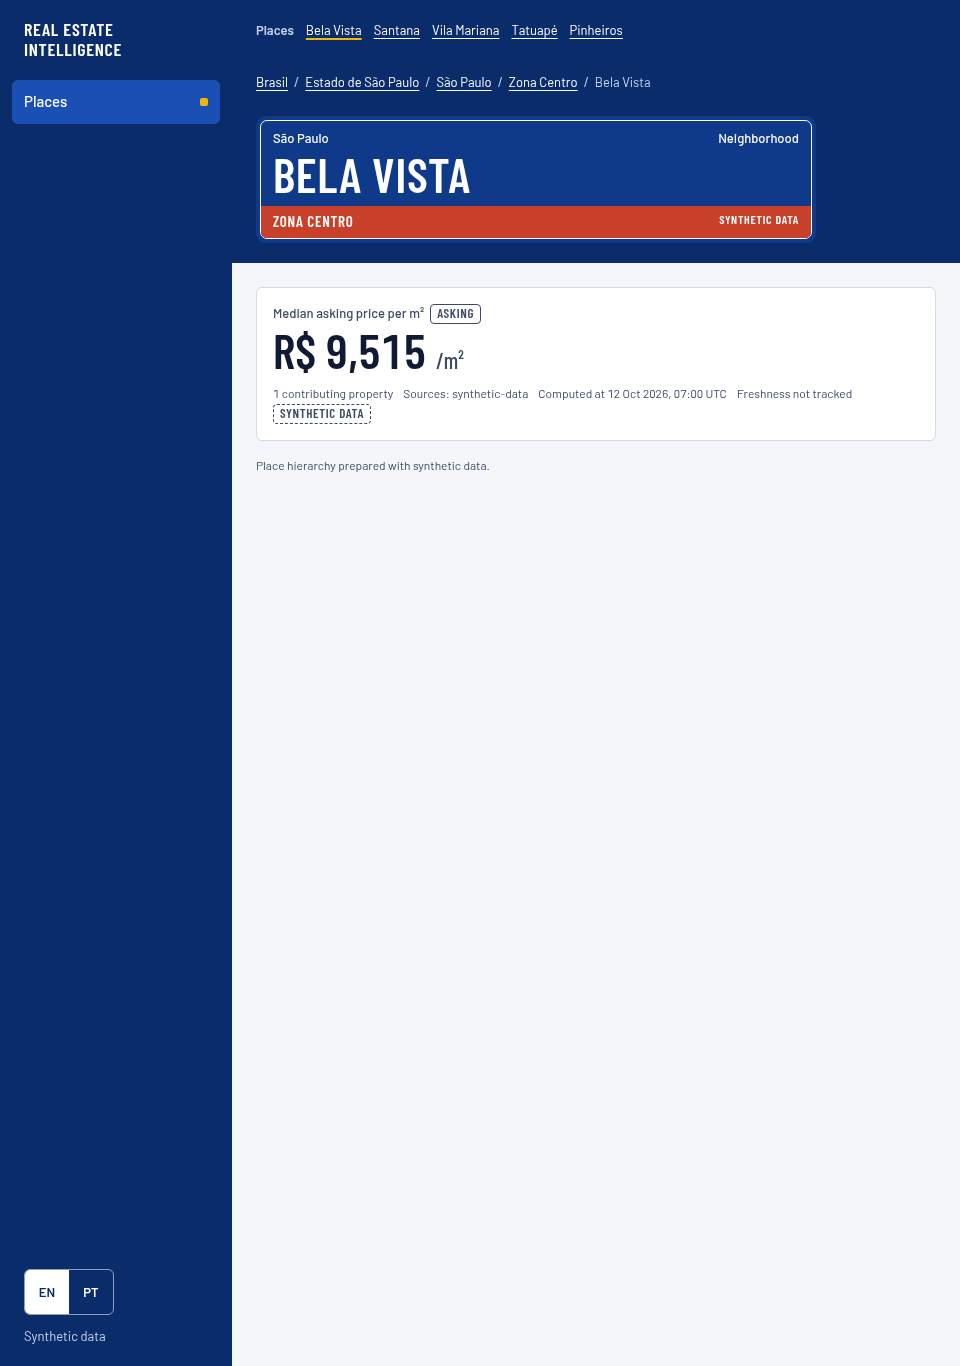 REAL ESTATE
INTELLIGENCE
Places
Places Bela Vista Santana Vila Mariana Tatuapé Pinheiros
Brasil / Estado de São Paulo / São Paulo / Zona Centro / Bela Vista
São Paulo Neighborhood
BELA VISTA
ZONA CENTRO SYNTHETIC DATA
Median asking price per m² ASKING
R$ 9,515 /m²
1 contributing property Sources: synthetic-data Computed at 12 Oct 2026, 07:00 UTC Freshness not tracked
SYNTHETIC DATA
Place hierarchy prepared with synthetic data.
EN PT
Synthetic data